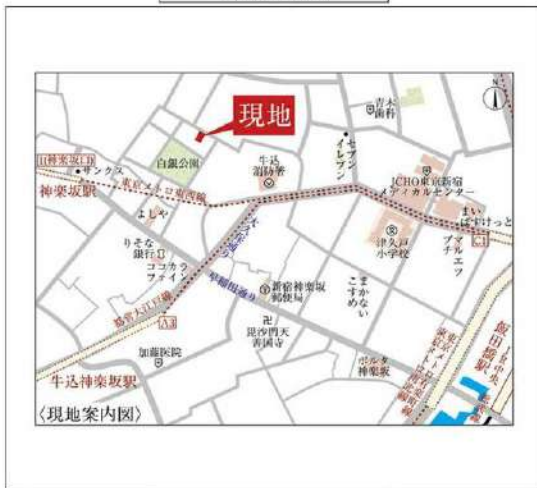 現地
青木
歯科
セブン
イレブン
白銀公園
牛込
消防署
サンクス
神楽坂駅
東京メトロ東西線
よしや
JCHO東京新宿
メディカルセンター
津久戸
小学校
まい
ばすけっと
マルエツ
プチ
C1
大久保通り
りそな
銀行
ココカラ
ファイン
早稲田通り
新宿神楽坂
郵便局
まかない
こすめ
都営大江戸線
A3
卍
毘沙門天
善国寺
加藤医院
ポルタ
神楽坂
飯田橋駅
牛込神楽坂駅
〈現地案内図〉